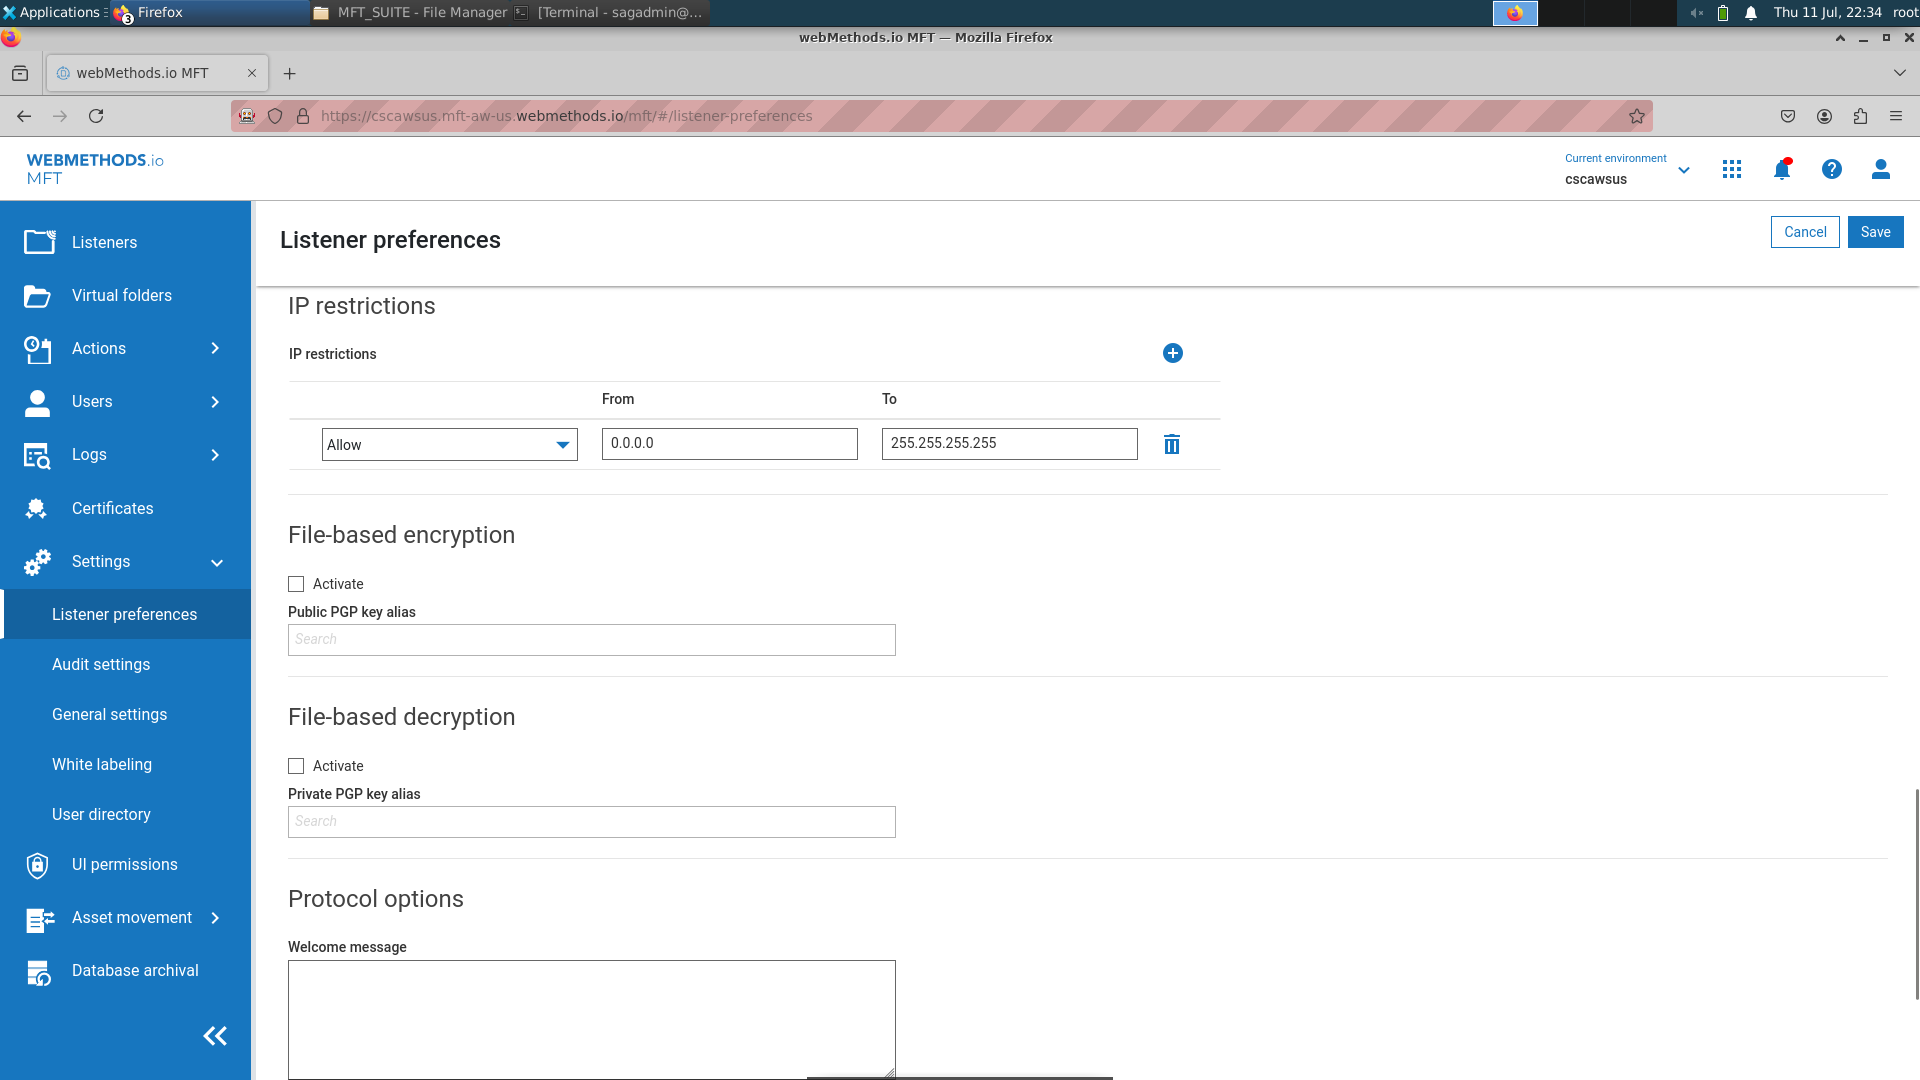 Applications
3
Firefox
MFT_SUITE - File Manager
[Terminal - sagadmin@...
Thu 11 Jul, 22:34
root
webMethods.io MFT — Mozilla Firefox
webMethods.io MFT
https://cscawsus.mft-aw-us.webmethods.io/mft/#/listener-preferences
WEBMETHODS.io
MFT
Current environment
cscawsus
Listener preferences
Cancel
Save
Listeners
Virtual folders
Actions
Users
Logs
Certificates
Settings
Listener preferences
Audit settings
General settings
White labeling
User directory
UI permissions
Asset movement
Database archival
IP restrictions
IP restrictions
From
To
Allow
0.0.0.0
255.255.255.255
File-based encryption
Activate
Public PGP key alias
Search
File-based decryption
Activate
Private PGP key alias
Search
Protocol options
Welcome message